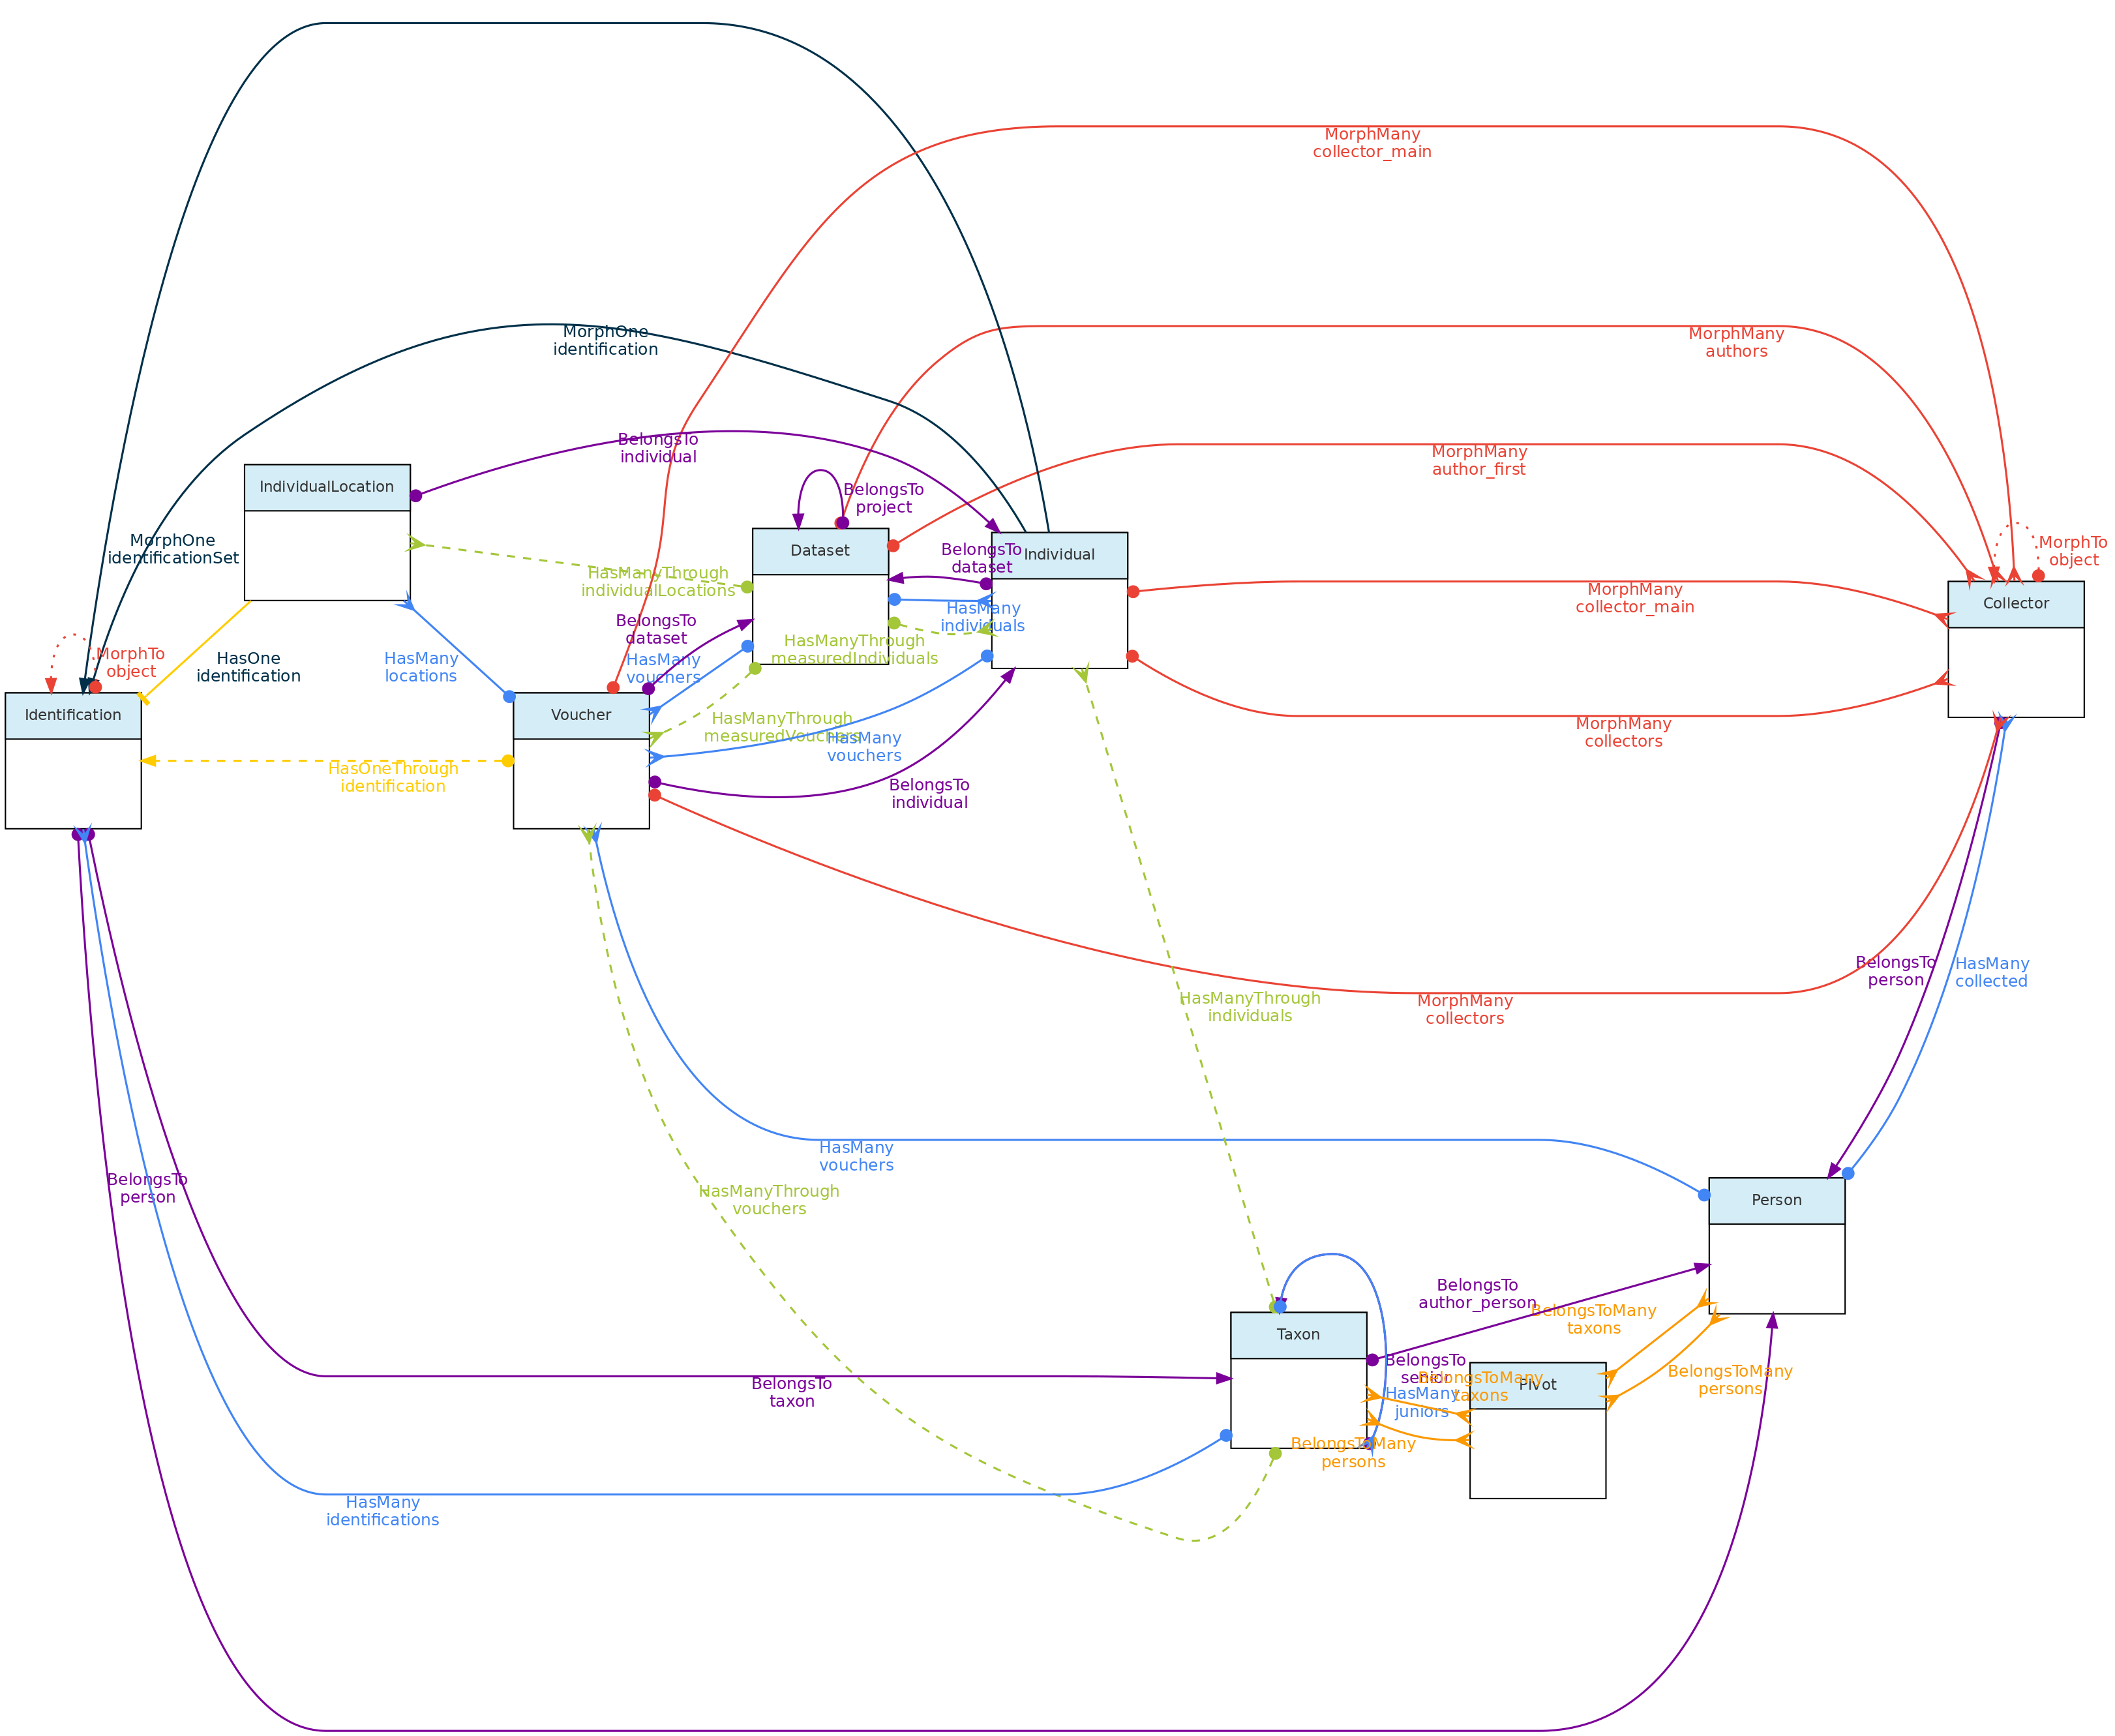 MorphMany
collector_main
MorphOne
identification
MorphMany
authors
BelongsTo
individual
MorphMany
author_first
IndividualLocation
BelongsTo
project
MorphOne
identificationSet
Dataset
Individual
BelongsTo
dataset
MorphTo
object
HasManyThrough
individualLocations
MorphMany
collector_main
Collector
HasMany
individuals
BelongsTo
dataset
HasManyThrough
measuredIndividuals
MorphTo
object
HasOne
identification
HasMany
locations
HasMany
vouchers
Identification
Voucher
HasManyThrough
measuredVouchers
MorphMany
collectors
HasMany
vouchers
HasOneThrough
identification
BelongsTo
individual
BelongsTo
person
HasMany
collected
HasManyThrough
individuals
MorphMany
collectors
HasMany
vouchers
BelongsTo
person
HasManyThrough
vouchers
Person
BelongsTo
author_person
BelongsToMany
taxons
Taxon
BelongsTo
senior
BelongsToMany
taxons
Pivot
BelongsToMany
persons
BelongsTo
taxon
HasMany
juniors
BelongsToMany
persons
HasMany
identifications